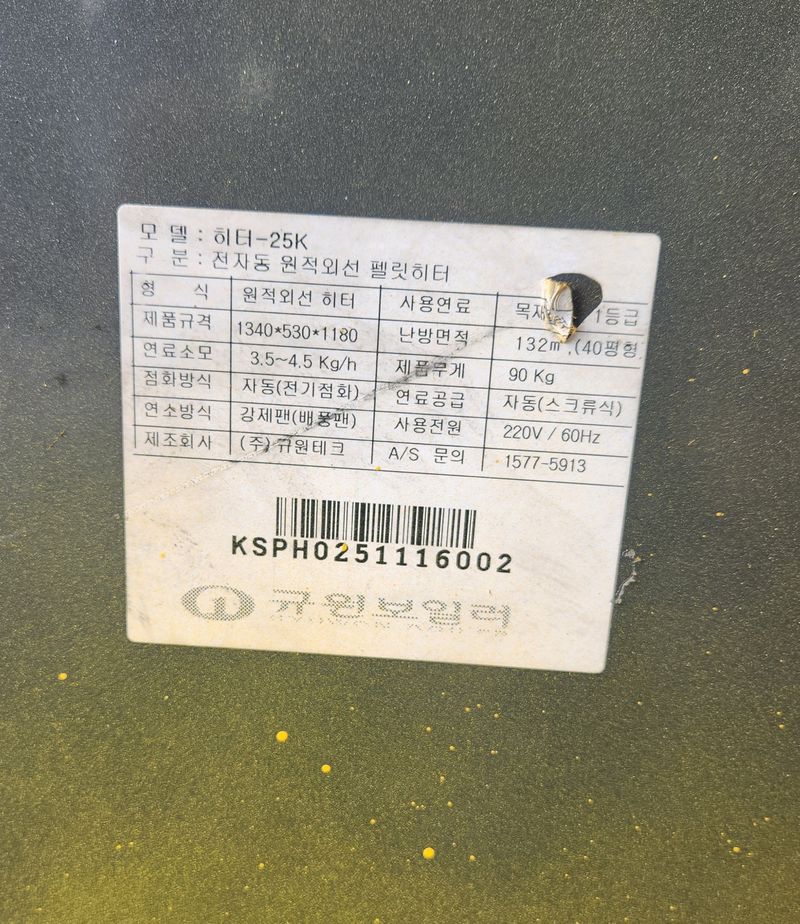 모 델 : 히터-25K
구 분 : 전자동 원적외선 펠릿히터
형 식 원적외선 히터 사용연료 1등급
제품규격 1340*530*1180 난방면적 132㎡,(40평형
연료소모 3.5~4.5 Kg/h 제품무게 90 Kg
점화방식 자동(전기점화) 연료공급 자동(스크류식)
연소방식 강제팬(배풍팬) 사용전원 220V / 60Hz
제조회사 (주)규원테크 A/S 문의 1577-5913
KSPH0251116002
규원보일러